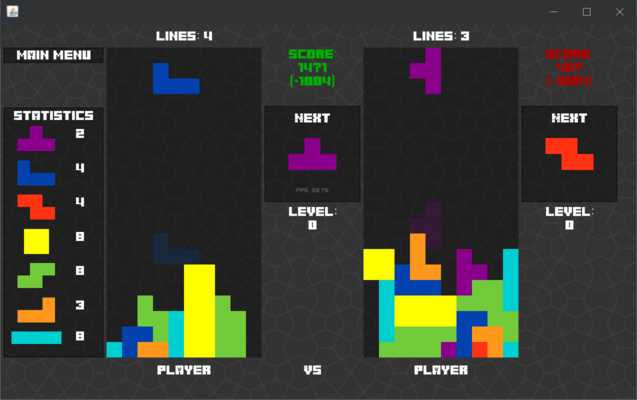 LINES: 4
LINES: 3
MAIN MENU
SCORE:
1471
(+1004)
SCORE:
(-1004)
STATISTICS
2
4
4
8
8
3
8
NEXT
NEXT
LEVEL:
0
LEVEL:
0
PLAYER
VS
PLAYER